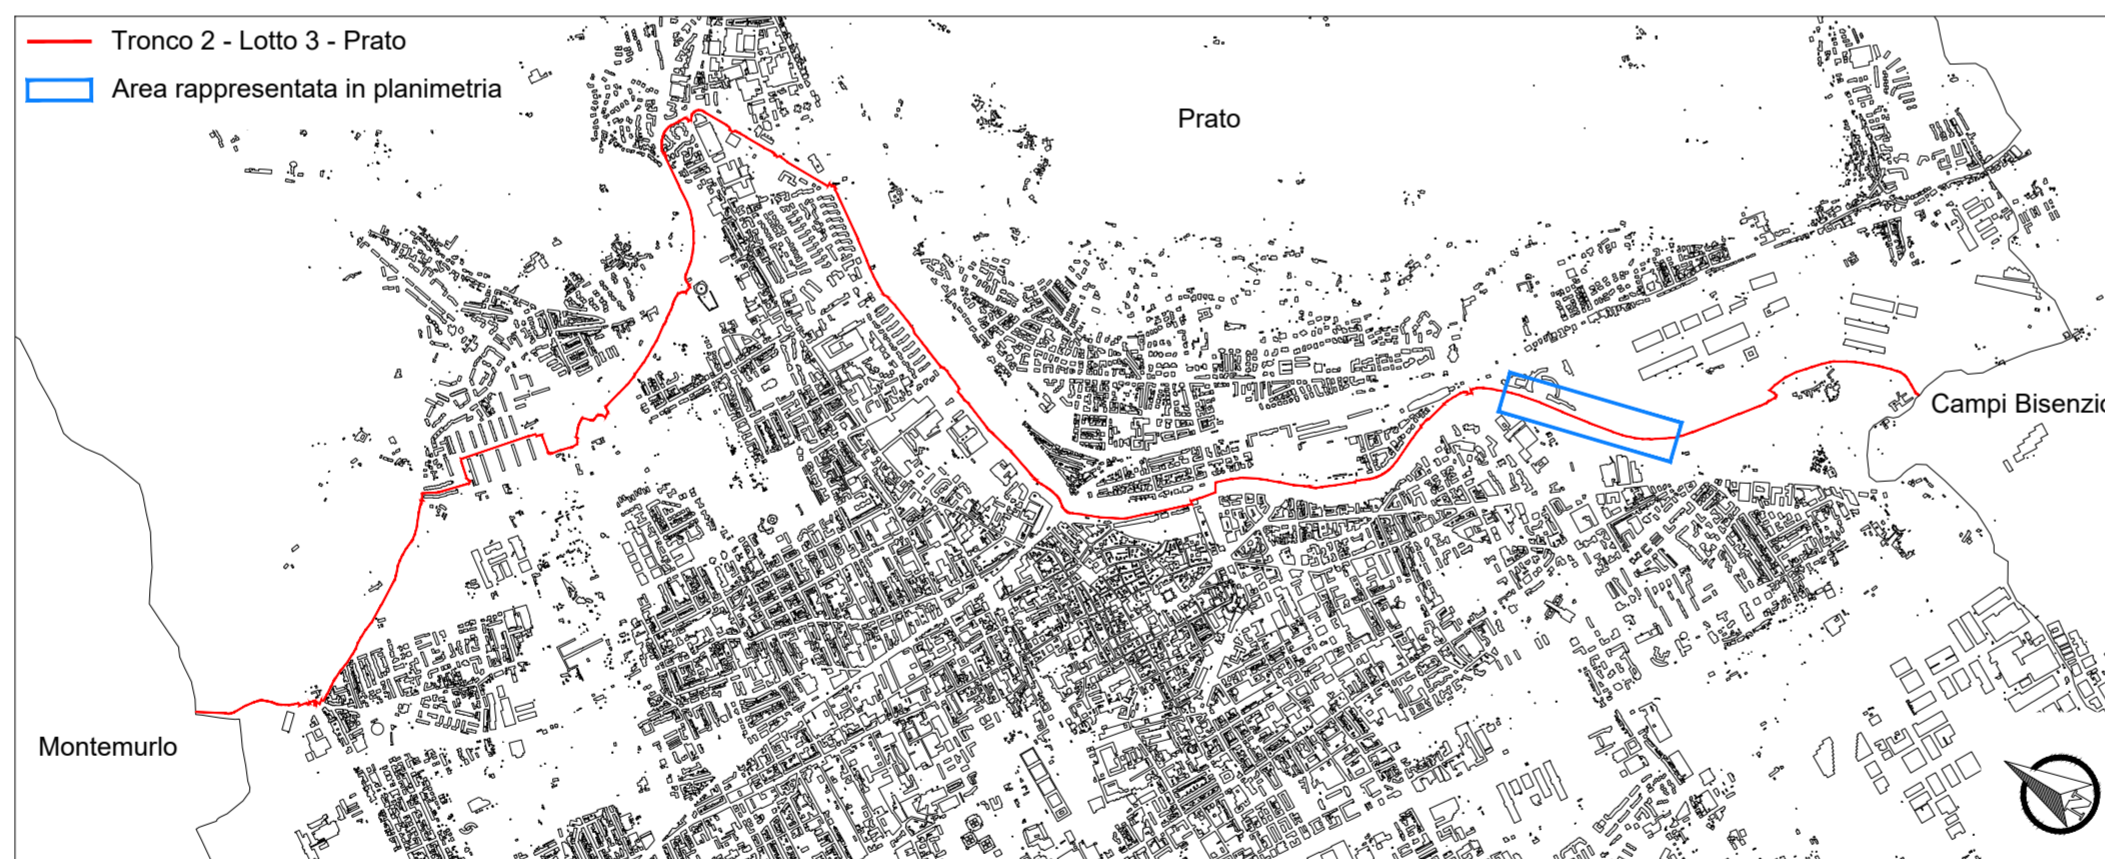 Tronco 2 - Lotto 3 - Prato
Area rappresentata in planimetria
Prato
Campi Bisenzio
Montemurlo
N